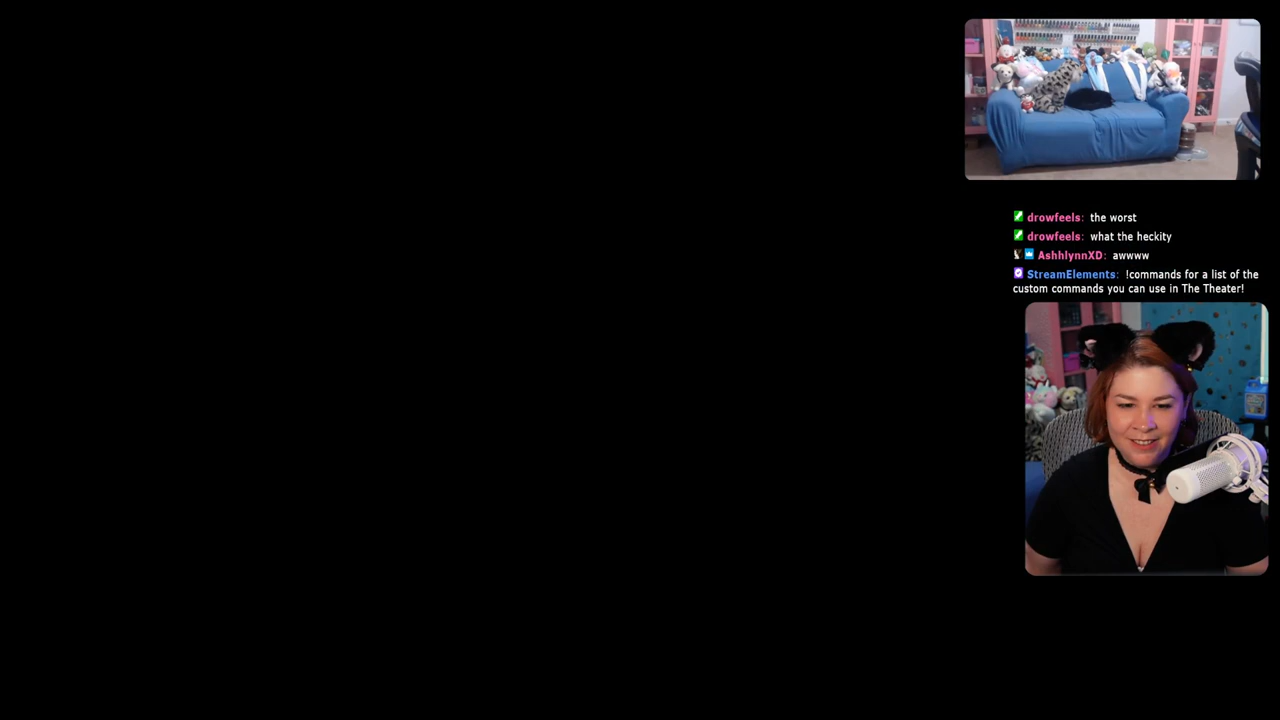 drowfeels: the worst
drowfeels: what the heckity
AshhlynnXD: awwww
StreamElements: !commands for a list of the
custom commands you can use in The Theater!